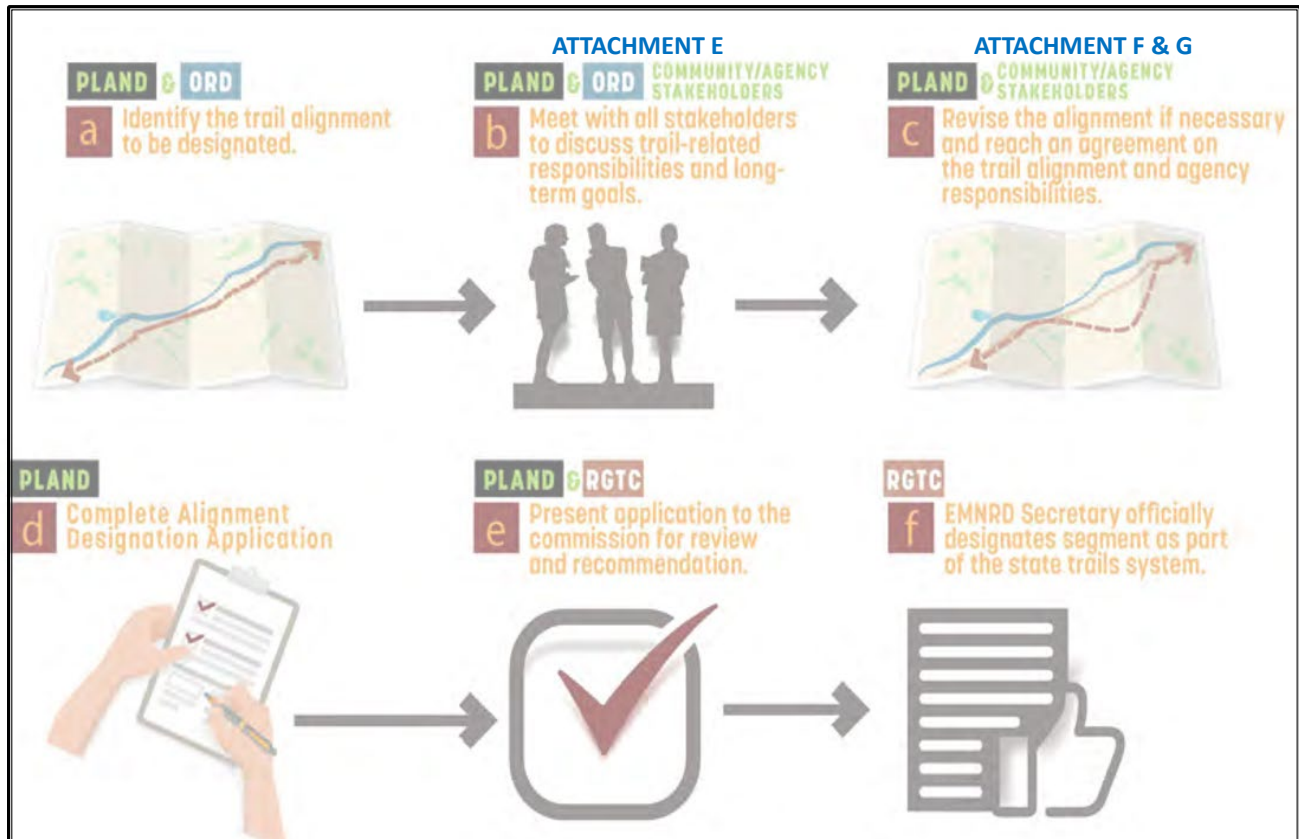 ATTACHMENT E
ATTACHMENT F & G
PLAND & ORD
a Identify the trail alignment
to be designated.
PLAND & ORD COMMUNITY/AGENCY
STAKEHOLDERS
b Meet with all stakeholders
to discuss trail-related
responsibilities and long-
term goals.
PLAND & COMMUNITY/AGENCY
STAKEHOLDERS
c Revise the alignment if necessary
and reach an agreement on
the trail alignment and agency
responsibilities.
PLAND
d Complete Alignment
Designation Application
PLAND & RGTC
e Present application to the
commission for review
and recommendation.
RGTC
f EMNRD Secretary officially
designates segment as part
of the state trails system.